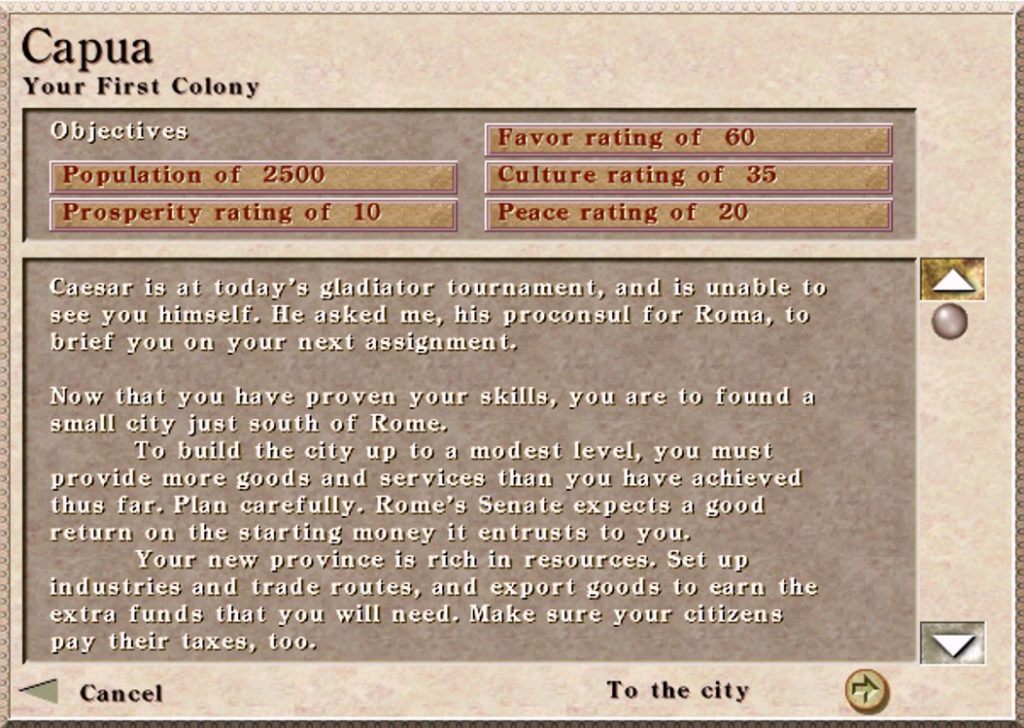 Capua
Your First Colony
Objectives
Favor rating of 60
Population of 2500
Culture rating of 35
Prosperity rating of 10
Peace rating of 20
Caesar is at today's gladiator tournament, and is unable to
see you himself. He asked me, his proconsul for Roma, to
brief you on your next assignment.
Now that you have proven your skills, you are to found a
small city just south of Rome.
To build the city up to a modest level, you must
provide more goods and services than you have achieved
thus far. Plan carefully. Rome's Senate expects a good
return on the starting money it entrusts to you.
Your new province is rich in resources. Set up
industries and trade routes, and export goods to earn the
extra funds that you will need. Make sure your citizens
pay their taxes, too.
Cancel
To the city